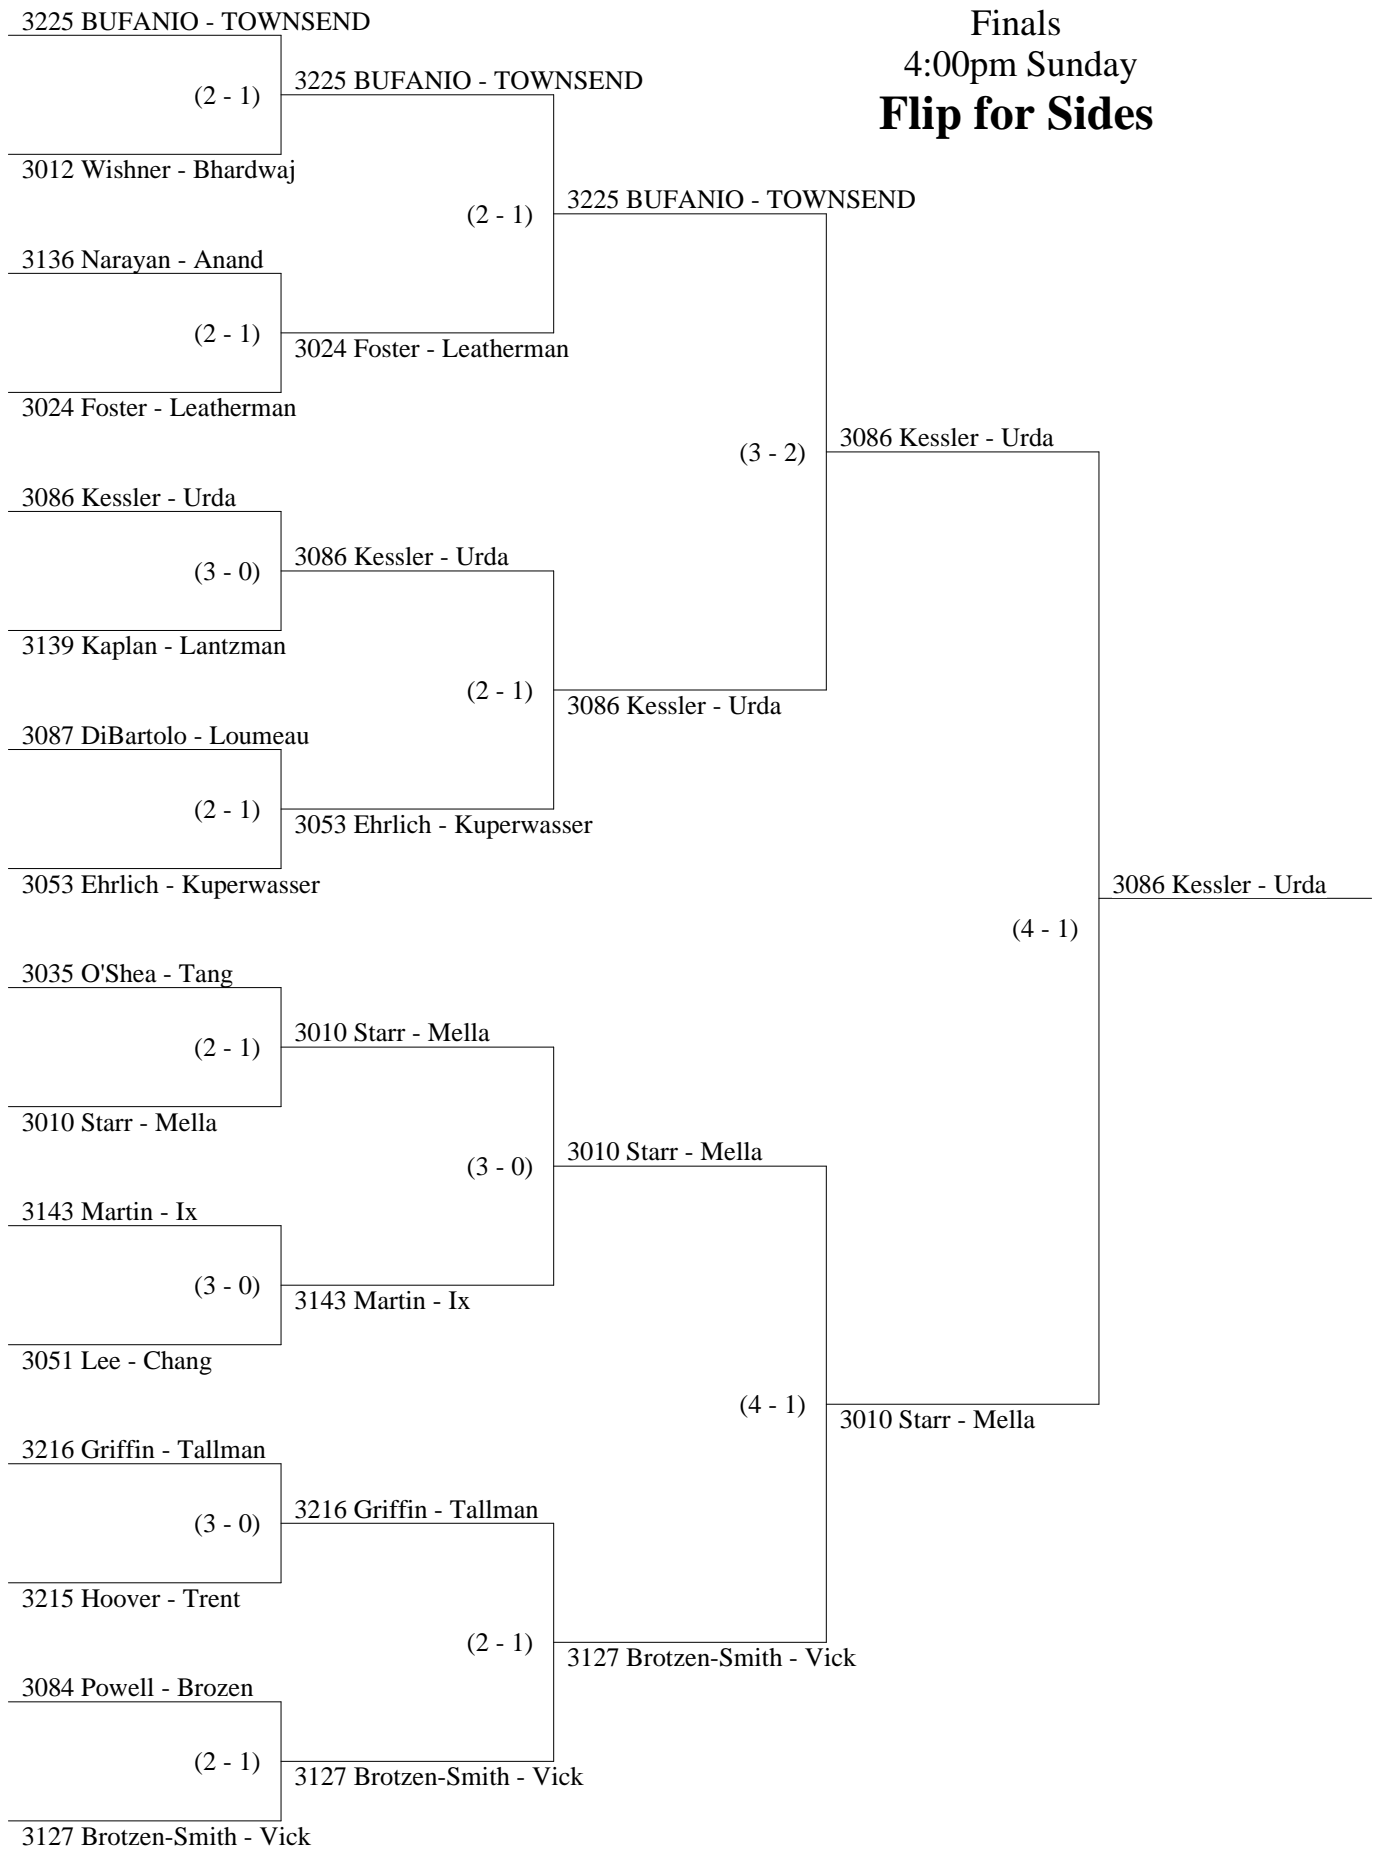 3225 BUFANIO - TOWNSEND
Finals
4:00pm Sunday
Flip for Sides
(2 - 1)
3225 BUFANIO - TOWNSEND
3012 Wishner - Bhardwaj
(2 - 1)
3225 BUFANIO - TOWNSEND
3136 Narayan - Anand
(2 - 1)
3024 Foster - Leatherman
3024 Foster - Leatherman
(3 - 2)
3086 Kessler - Urda
3086 Kessler - Urda
(3 - 0)
3086 Kessler - Urda
3139 Kaplan - Lantzman
(2 - 1)
3086 Kessler - Urda
3087 DiBartolo - Loumeau
(2 - 1)
3053 Ehrlich - Kuperwasser
3053 Ehrlich - Kuperwasser
(4 - 1)
3086 Kessler - Urda
3035 O'Shea - Tang
(2 - 1)
3010 Starr - Mella
3010 Starr - Mella
(3 - 0)
3010 Starr - Mella
3143 Martin - Ix
(3 - 0)
3143 Martin - Ix
3051 Lee - Chang
(4 - 1)
3010 Starr - Mella
3216 Griffin - Tallman
(3 - 0)
3216 Griffin - Tallman
3215 Hoover - Trent
(2 - 1)
3127 Brotzen-Smith - Vick
3084 Powell - Brozen
(2 - 1)
3127 Brotzen-Smith - Vick
3127 Brotzen-Smith - Vick